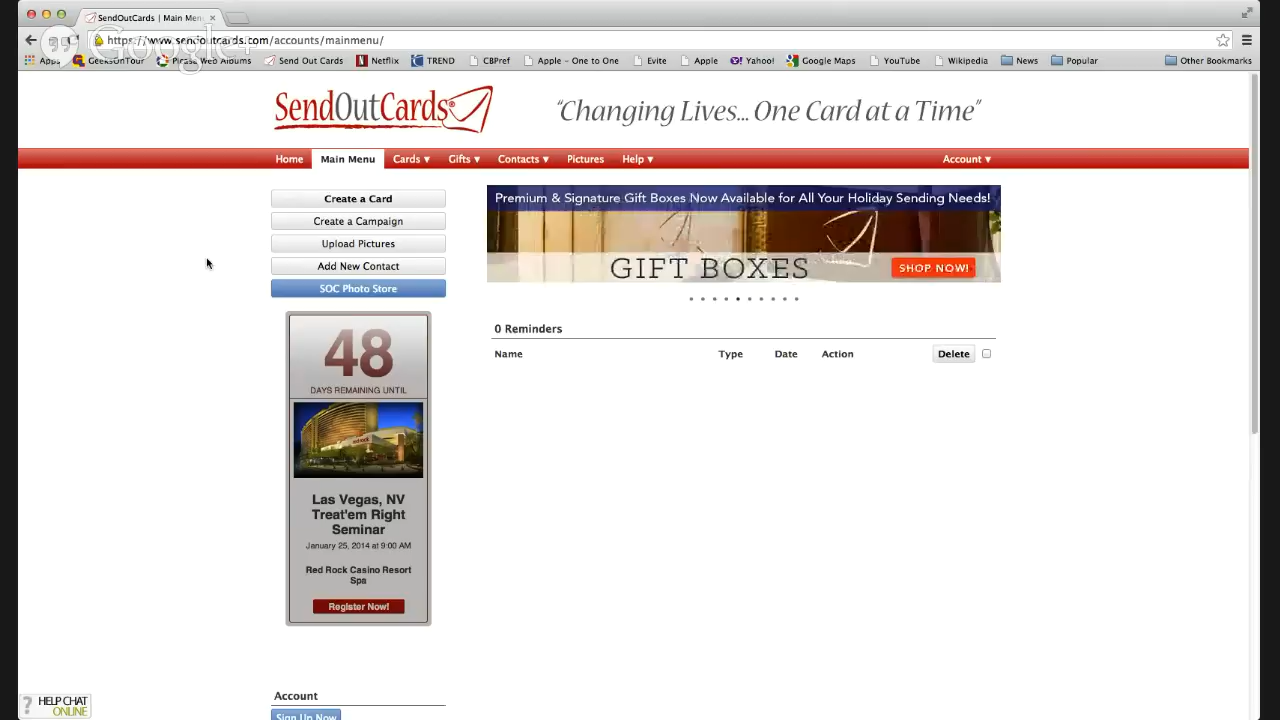 SendOutCards | Main Menu
https://www.sendoutcards.com/accounts/mainmenu/
Google+
Apps GeeksOnTour Picasa Web Albums Send Out Cards Netflix TREND CBPref Apple – One to One Evite Apple Yahoo! Google Maps YouTube Wikipedia News Popular Other Bookmarks
SendOutCards® "Changing Lives... One Card at a Time"
Home Main Menu Cards ▾ Gifts ▾ Contacts ▾ Pictures Help ▾ Account ▾
Create a Card
Create a Campaign
Upload Pictures
Add New Contact
SOC Photo Store
Premium & Signature Gift Boxes Now Available for All Your Holiday Sending Needs!
GIFT BOXES SHOP NOW!
0 Reminders
Name Type Date Action Delete
48
DAYS REMAINING UNTIL
Las Vegas, NV
Treat'em Right
Seminar
January 25, 2014 at 9:00 AM
Red Rock Casino Resort
Spa
Register Now!
Account
Sign Up Now
? HELP CHAT
ONLINE